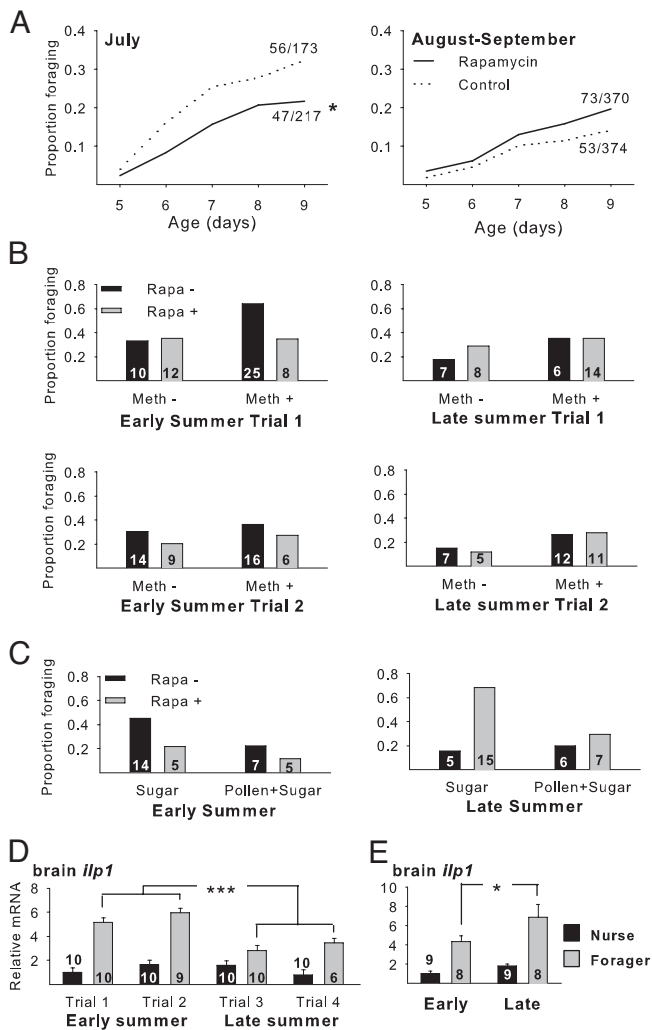 A
July
August-September
Proportion foraging
0.4
0.3
0.2
0.1
56/173
47/217
*
5 6 7 8 9
Age (days)
0.4
0.3
0.2
0.1
Rapamycin
Control
73/370
53/374
5 6 7 8 9
Age (days)
B
Proportion foraging
0.8
0.6
0.4
0.2
Rapa -
Rapa +
10 12 25 8
Meth - Meth +
Early Summer Trial 1
0.8
0.6
0.4
0.2
7 8 6 14
Meth - Meth +
Late summer Trial 1
Proportion foraging
0.8
0.6
0.4
0.2
14 9 16 6
Meth - Meth +
Early Summer Trial 2
0.8
0.6
0.4
0.2
7 5 12 11
Meth - Meth +
Late summer Trial 2
C
Proportion foraging
0.8
0.6
0.4
0.2
Rapa -
Rapa +
14 5 7 5
Sugar Pollen+Sugar
Early Summer
0.8
0.6
0.4
0.2
5 15 6 7
Sugar Pollen+Sugar
Late Summer
D
brain ilp1
Relative mRNA
8
6
4
2
***
10 10 10 9 10 10 10 6
Trial 1 Trial 2 Trial 3 Trial 4
Early summer Late summer
E
brain ilp1
10
8
6
4
2
*
9 8 9 8
Early Late
Nurse
Forager